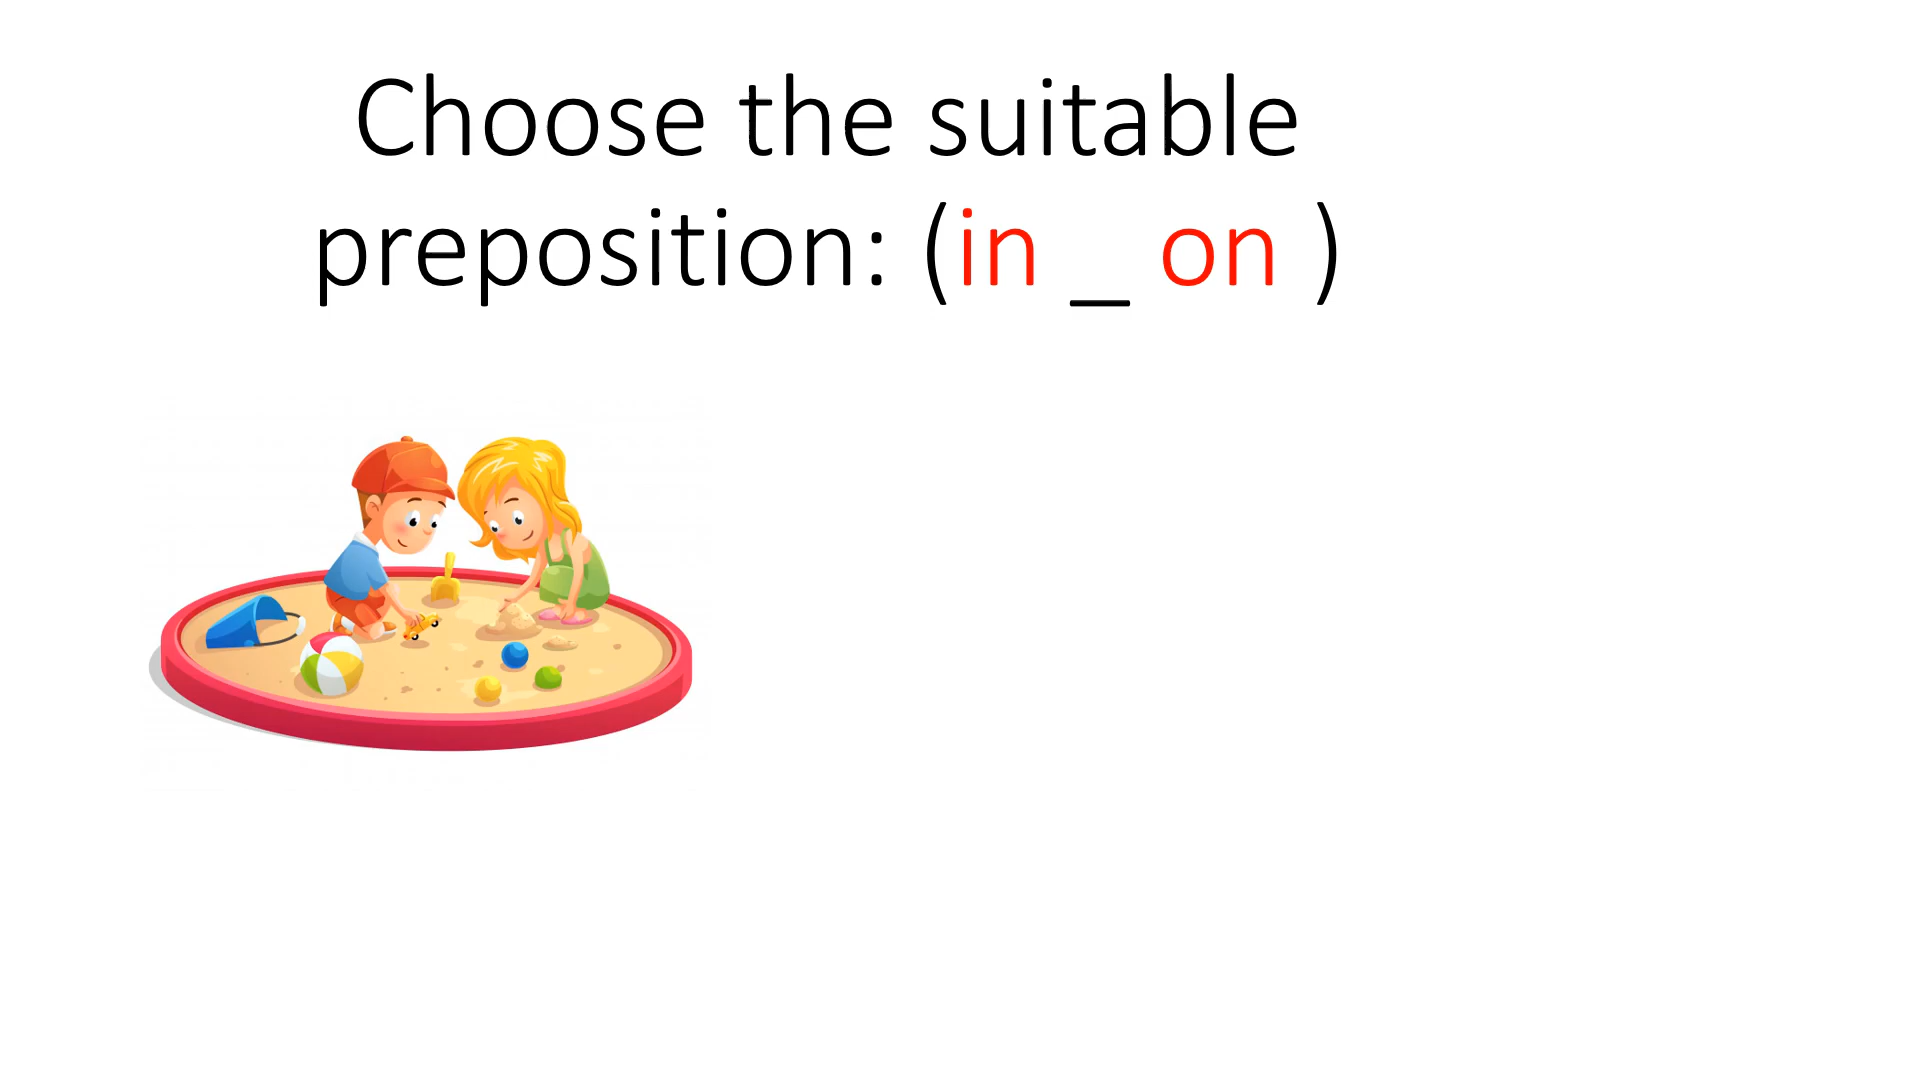 Choose the suitable
preposition: (in _ on )